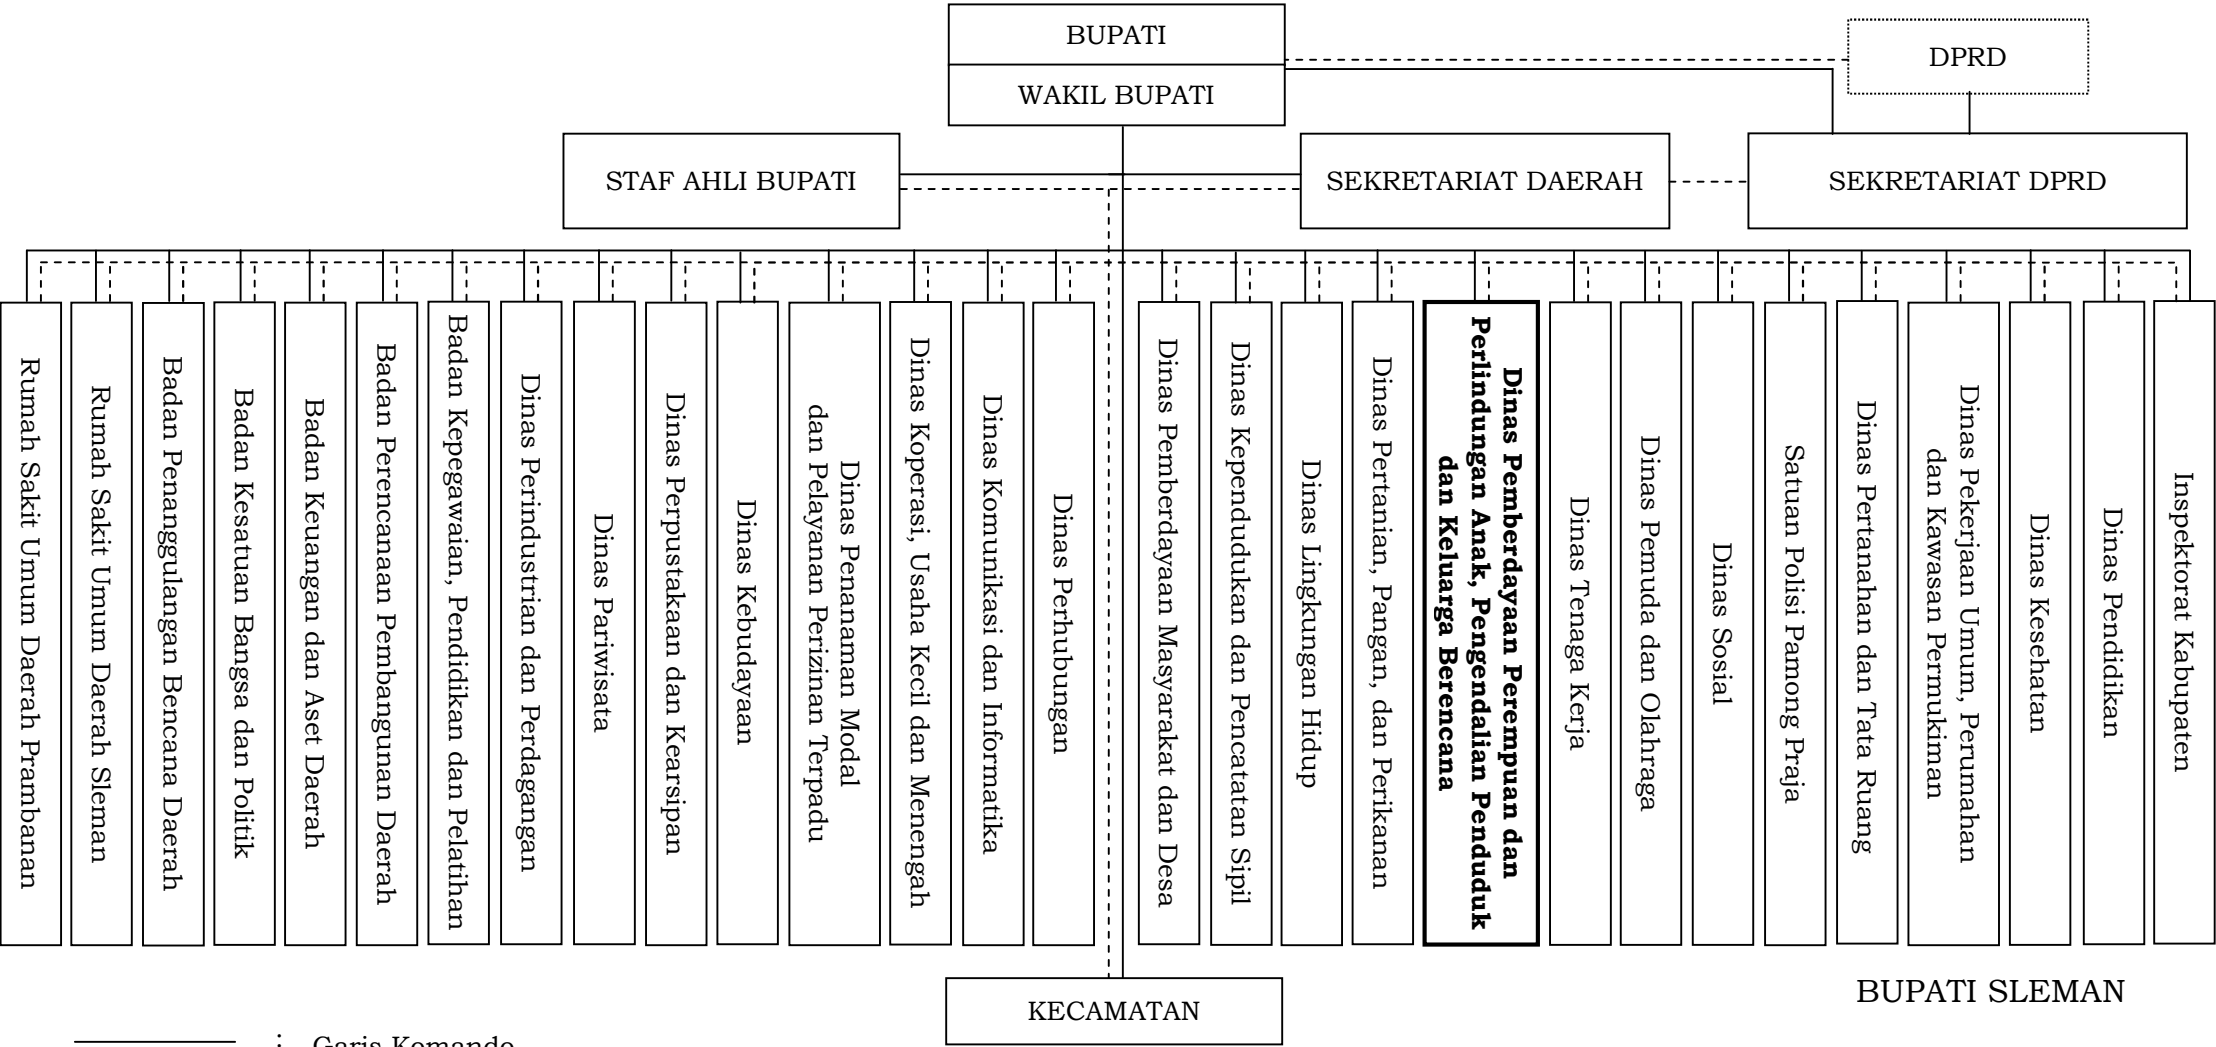 BUPATI
WAKIL BUPATI
DPRD
STAF AHLI BUPATI
SEKRETARIAT DAERAH
SEKRETARIAT DPRD
Rumah Sakit Umum Daerah Prambanan
Rumah Sakit Umum Daerah Sleman
Badan Penanggulangan Bencana Daerah
Badan Kesatuan Bangsa dan Politik
Badan Keuangan dan Aset Daerah
Badan Perencanaan Pembangunan Daerah
Badan Kepegawaian, Pendidikan dan Pelatihan
Dinas Perindustrian dan Perdagangan
Dinas Pariwisata
Dinas Perpustakaan dan Kearsipan
Dinas Kebudayaan
Dinas Penanaman Modal
dan Pelayanan Perizinan Terpadu
Dinas Koperasi, Usaha Kecil dan Menengah
Dinas Komunikasi dan Informatika
Dinas Perhubungan
Dinas Pemberdayaan Masyarakat dan Desa
Dinas Kependudukan dan Pencatatan Sipil
Dinas Lingkungan Hidup
Dinas Pertanian, Pangan, dan Perikanan
Dinas Pemberdayaan Perempuan dan
Perlindungan Anak, Pengendalian Penduduk
dan Keluarga Berencana
Dinas Tenaga Kerja
Dinas Pemuda dan Olahraga
Dinas Sosial
Satuan Polisi Pamong Praja
Dinas Pertanahan dan Tata Ruang
Dinas Pekerjaan Umum, Perumahan
dan Kawasan Permukiman
Dinas Kesehatan
Dinas Pendidikan
Inspektorat Kabupaten
BUPATI SLEMAN
KECAMATAN
: Garis Komando